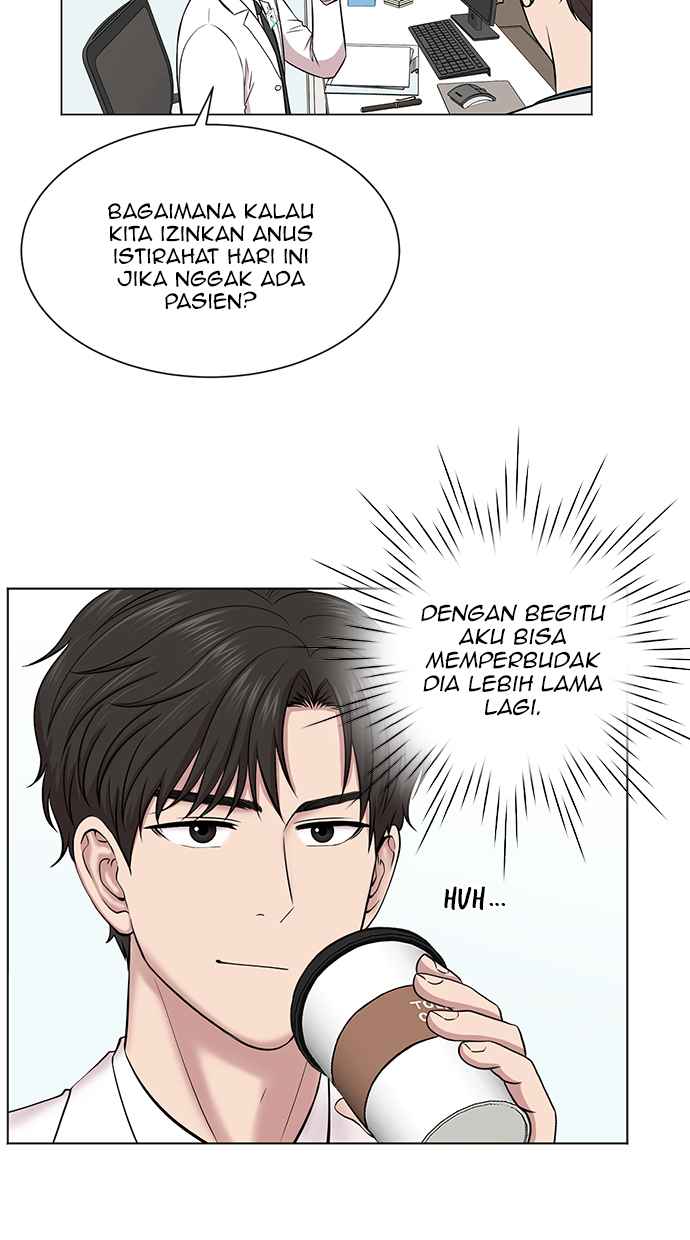 BAGAIMANA KALAU
KITA IZINKAN ANUS
ISTIRAHAT HARI INI
JIKA NGGAK ADA
PASIEN?
DENGAN BEGITU
AKU BISA
MEMPERBUDAK
DIA LEBIH LAMA
LAGI.
HUH...